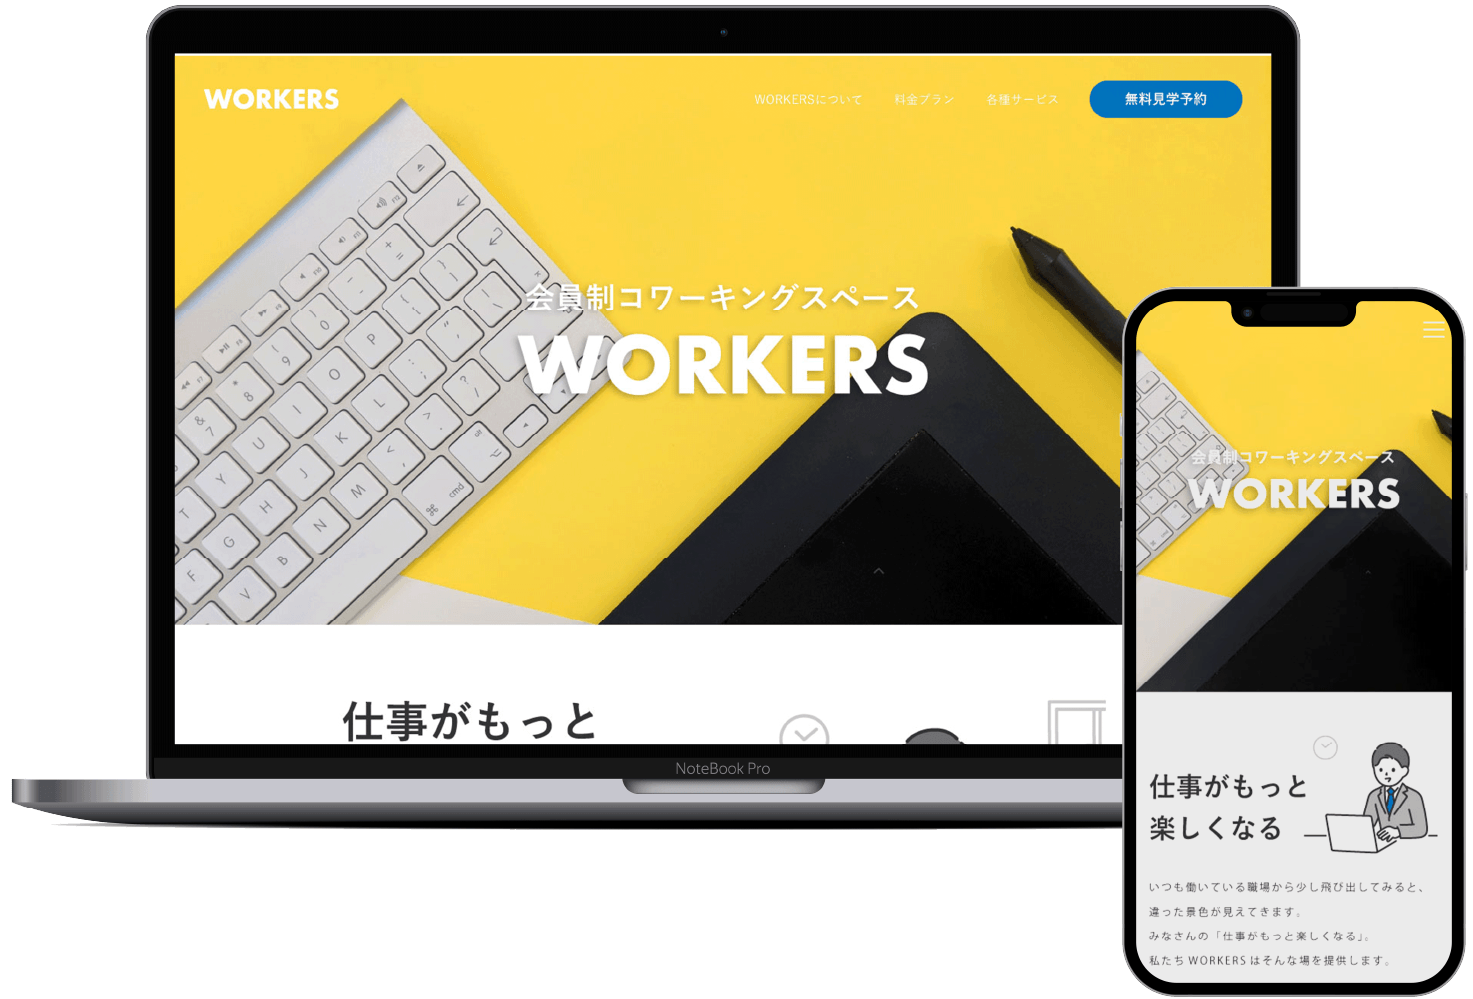 WORKERS
WORKERSについて
料金プラン
各種サービス
無料見学予約
会員制コワーキングスペース
WORKERS
仕事がもっと
NoteBook Pro
会員制コワーキングスペース
WORKERS
仕事がもっと
楽しくなる
いつも働いている職場から少し飛び出してみると、
違った景色が見えてきます。
みなさんの「仕事がもっと楽しくなる」。
私たち WORKERS はそんな場を提供します。